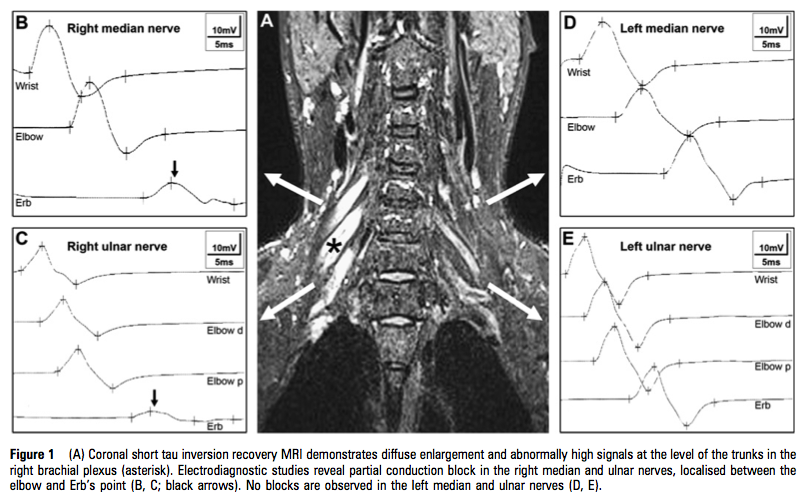 B
Right median nerve
10mV
5ms
Wrist
Elbow
Erb
A
*
D
Left median nerve
10mV
5ms
Wrist
Elbow
Erb
C
Right ulnar nerve
10mV
5ms
Wrist
Elbow d
Elbow p
Erb
E
Left ulnar nerve
10mV
5ms
Wrist
Elbow d
Elbow p
Erb
Figure 1 (A) Coronal short tau inversion recovery MRI demonstrates diffuse enlargement and abnormally high signals at the level of the trunks in the
right brachial plexus (asterisk). Electrodiagnostic studies reveal partial conduction block in the right median and ulnar nerves, localised between the
elbow and Erb's point (B, C; black arrows). No blocks are observed in the left median and ulnar nerves (D, E).